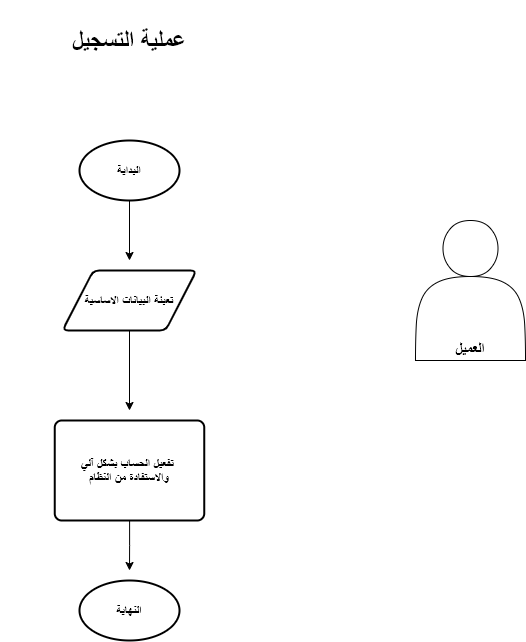 عملية التسجيل
البداية
تعبئة البيانات الاساسية
العميل
تفعيل الحساب بشكل آلي
والاستفادة من النظام
النهاية